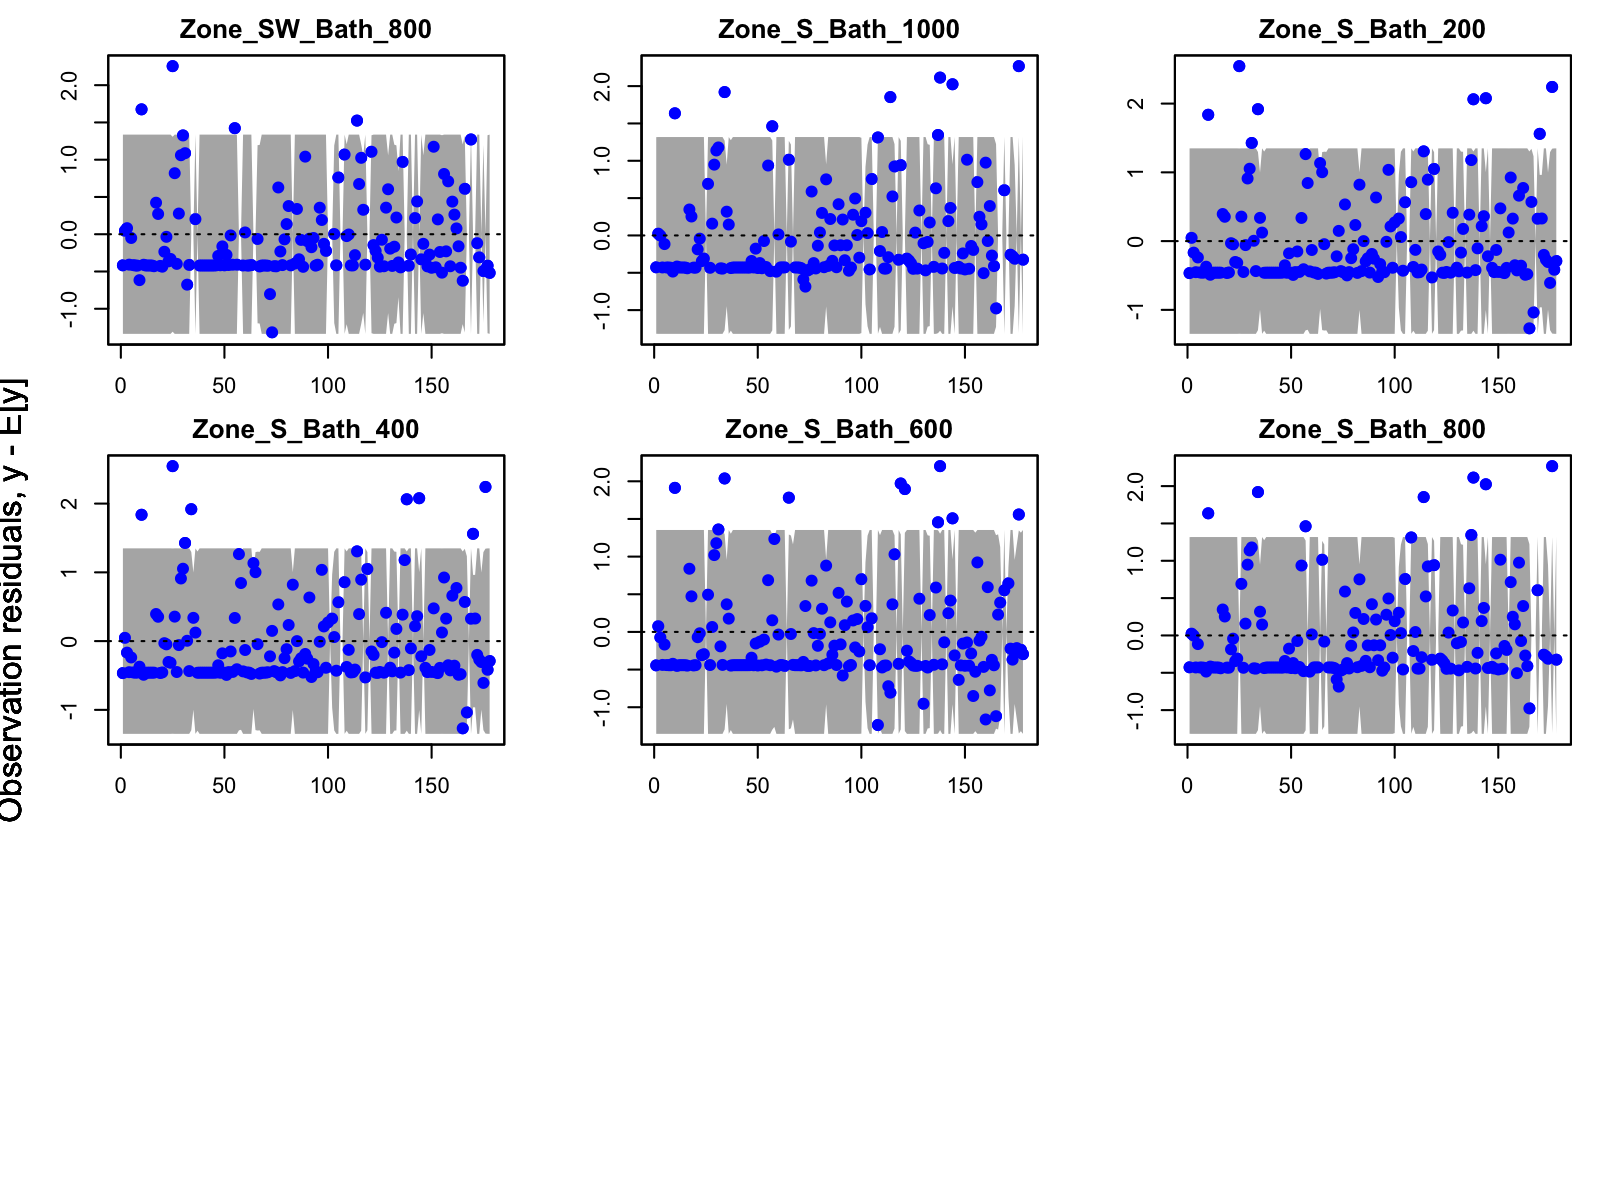 Zone_SW_Bath_800
Zone_S_Bath_1000
Zone_S_Bath_200
2.0
1.0
0.0
-1.0
0 50 100 150
2.0
1.0
0.0
-1.0
0 50 100 150
2
1
0
-1
0 50 100 150
Observation residuals, y - E[y]
Zone_S_Bath_400
Zone_S_Bath_600
Zone_S_Bath_800
2
1
0
-1
0 50 100 150
2.0
1.0
0.0
-1.0
0 50 100 150
2.0
1.0
0.0
-1.0
0 50 100 150